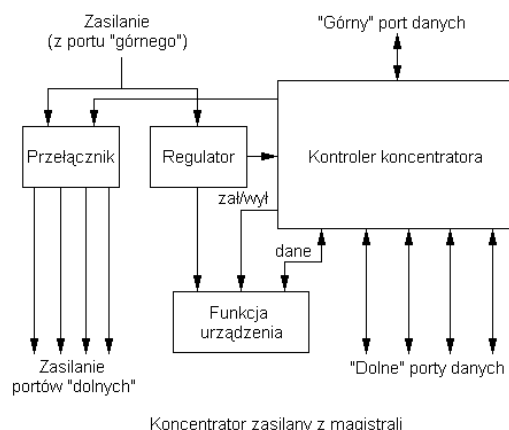 Zasilanie
(z portu "górnego")
"Górny" port danych
Przełącznik
Regulator
Kontroler koncentratora
zał/wył
dane
Funkcja
urządzenia
Zasilanie
portów "dolnych"
"Dolne" porty danych
Koncentrator zasilany z magistrali